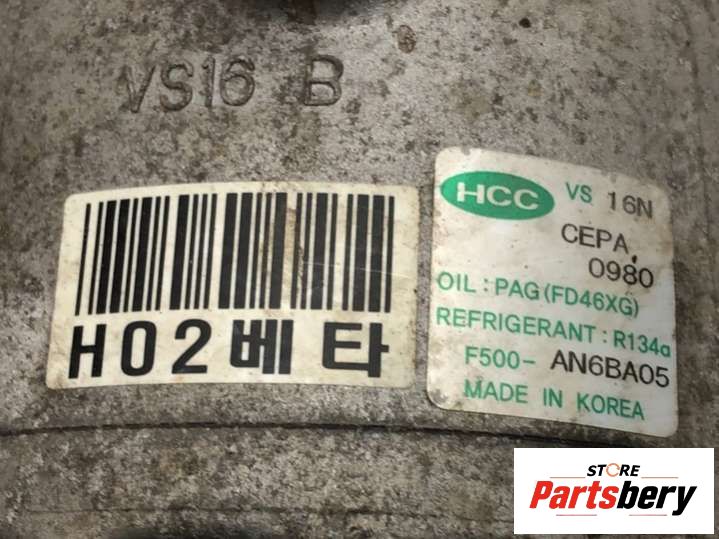 VS16 B
H02베타
HCC VS 16N
CEPA,
0980
OIL : PAG (FD46XG)
REFRIGERANT : R134a
F500- AN6BA05
MADE IN KOREA
STORE
Partsbery